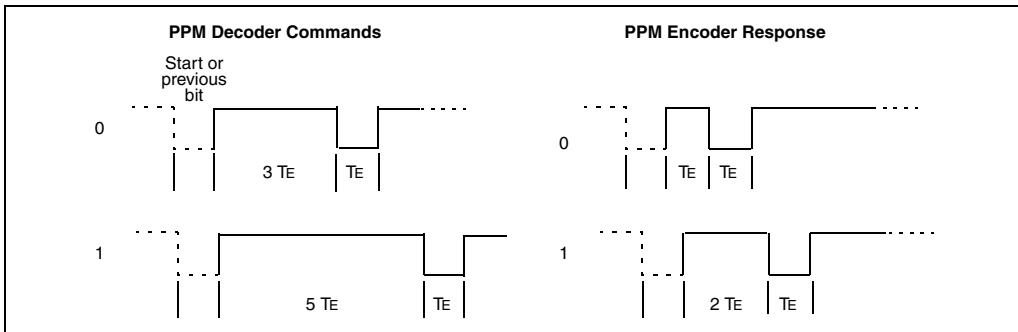 PPM Decoder Commands
PPM Encoder Response
Start or
previous
bit
0
3 TE
TE
0
TE
TE
1
5 TE
TE
1
2 TE
TE